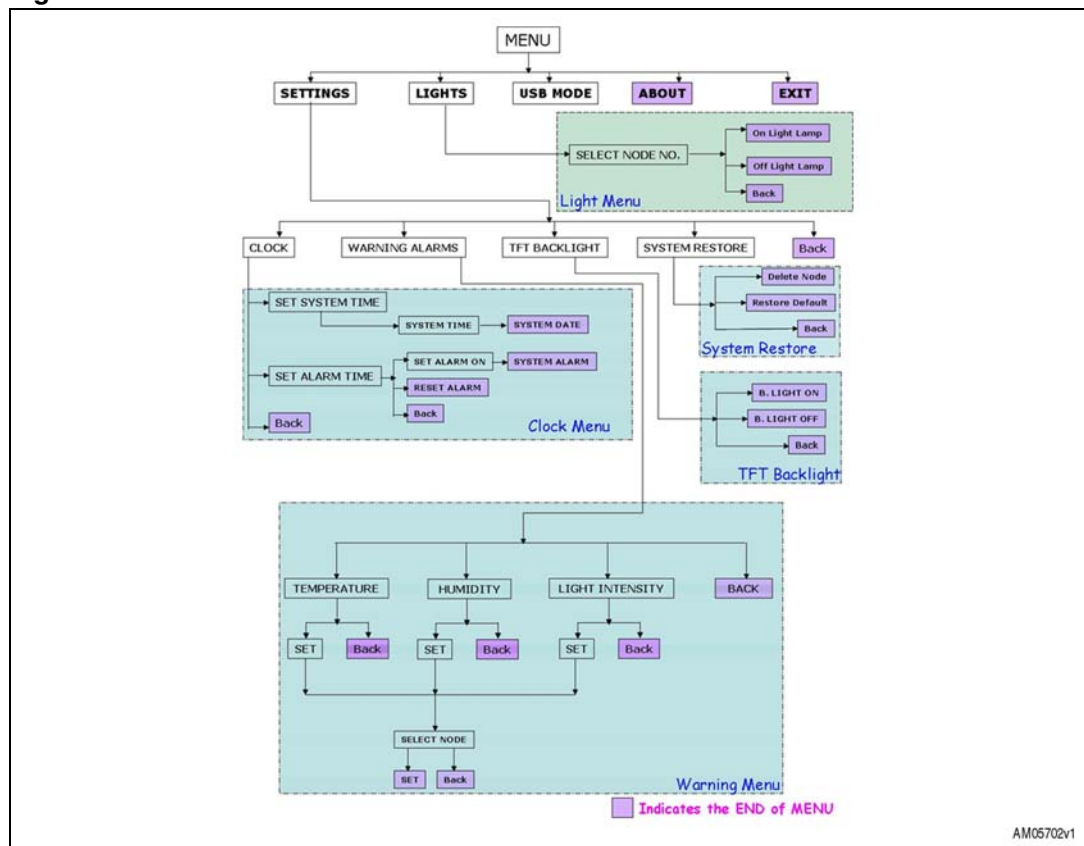 MENU
SETTINGS LIGHTS USB MODE ABOUT EXIT
On Light Lamp
SELECT NODE NO.
Off Light Lamp
Back
Light Menu
CLOCK WARNING ALARMS TFT BACKLIGHT SYSTEM RESTORE Back
Delete Node
Restore Default
Back
System Restore
SET SYSTEM TIME
SYSTEM TIME SYSTEM DATE
SET ALARM ON SYSTEM ALARM
SET ALARM TIME
RESET ALARM
Back
Back
Clock Menu
B. LIGHT ON
B. LIGHT OFF
Back
TFT Backlight
TEMPERATURE HUMIDITY LIGHT INTENSITY BACK
SET Back SET Back SET Back
SELECT NODE
SET Back
Warning Menu
Indicates the END of MENU
AM05702v1